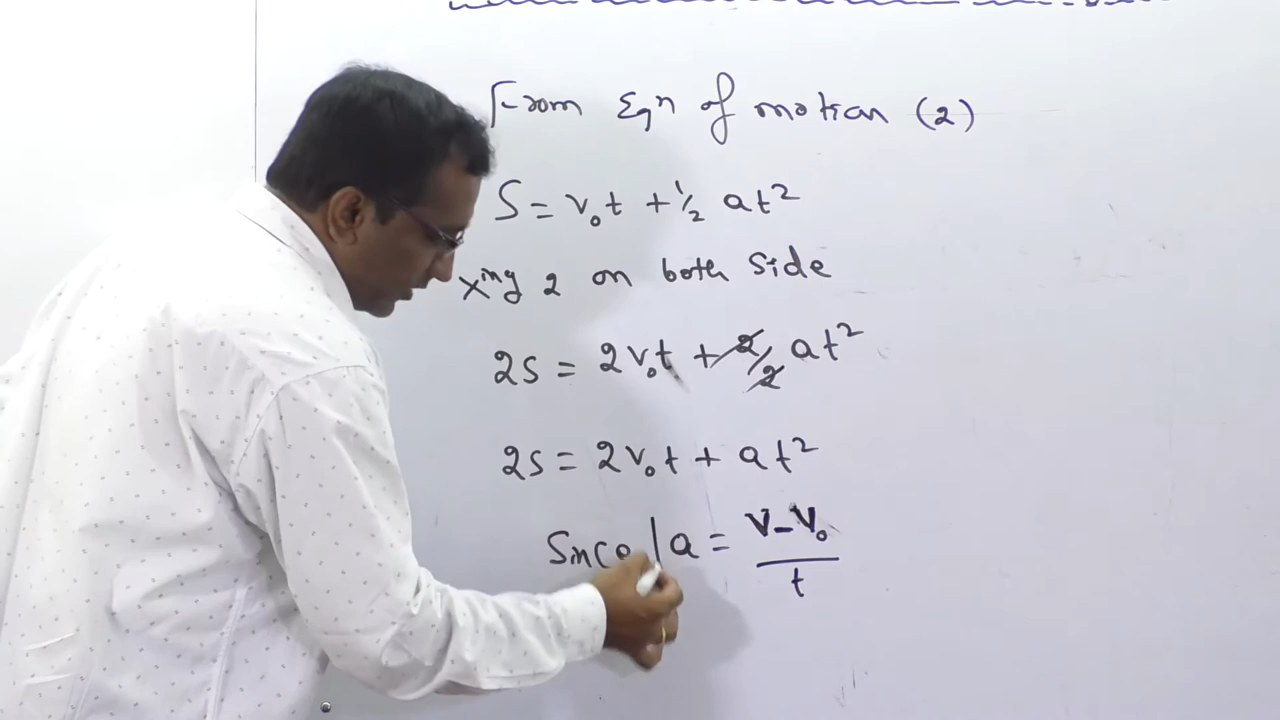 From Eqⁿ of motion (2)
S = v₀t + ½ at²
xⁱⁿᵍ 2 on both side
2s = 2v₀t + 2/2 at²
2s = 2v₀t + at²
Since | a = v - v₀ / t